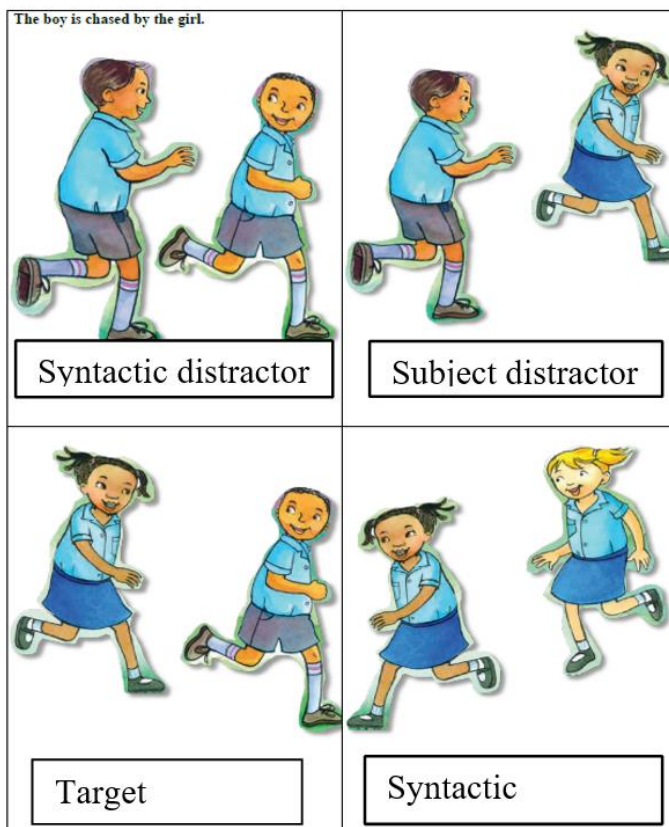 The boy is chased by the girl.
Syntactic distractor
Subject distractor
Target
Syntactic